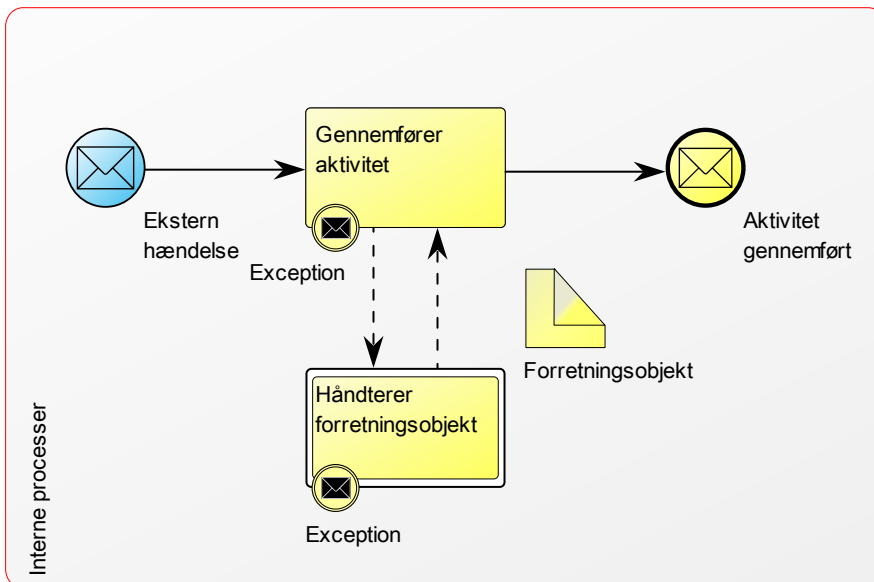 Gennemfører
aktivitet
Ekstern
hændelse
Exception
Aktivitet
gennemført
Forretningsobjekt
Håndterer
forretningsobjekt
Exception
Interne processer